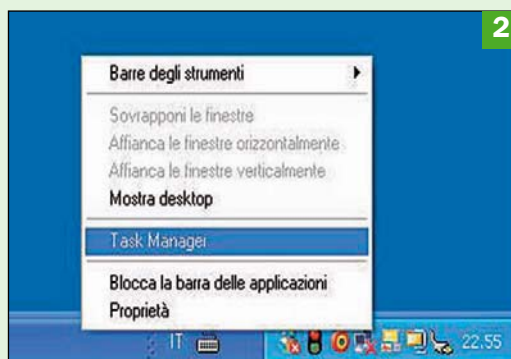 2
Barre degli strumenti
Sovrapponi le finestre
Affianca le finestre orizzontalmente
Affianca le finestre verticalmente
Mostra desktop
Task Manager
Blocca la barra delle applicazioni
Proprietà
IT 22.55